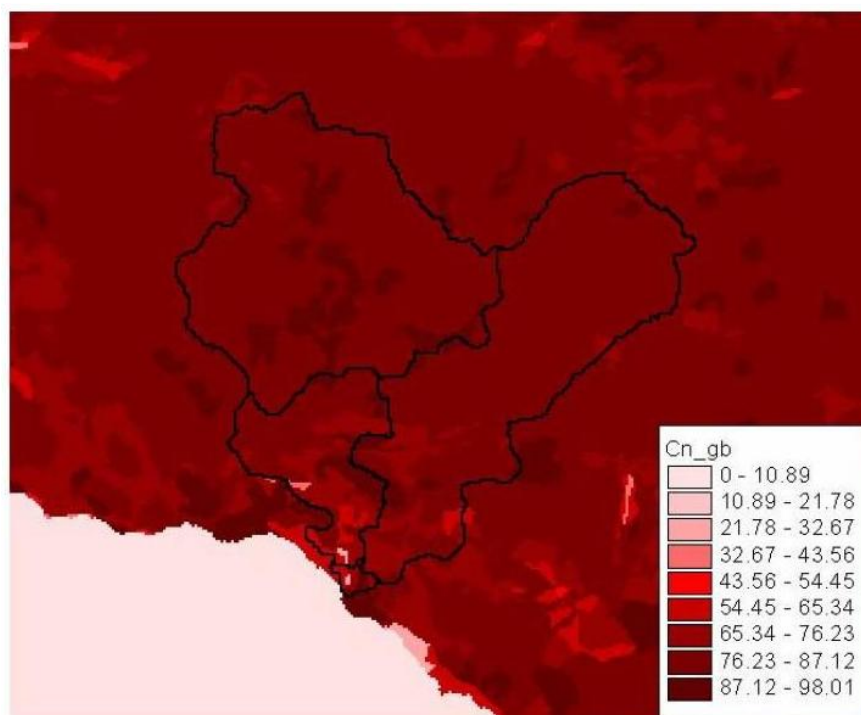 Cn_gb
0 - 10.89
10.89 - 21.78
21.78 - 32.67
32.67 - 43.56
43.56 - 54.45
54.45 - 65.34
65.34 - 76.23
76.23 - 87.12
87.12 - 98.01